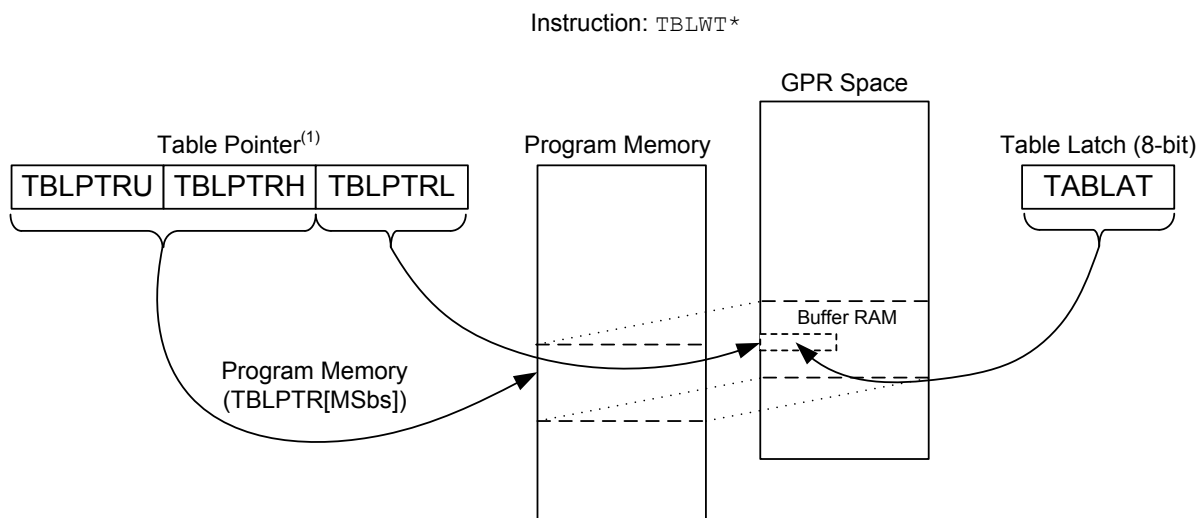 Instruction: TBLWT*
GPR Space
Table Pointer(1)
Program Memory
Table Latch (8-bit)
TBLPTRU TBLPTRH TBLPTRL
TABLAT
Buffer RAM
Program Memory
(TBLPTR[MSbs])